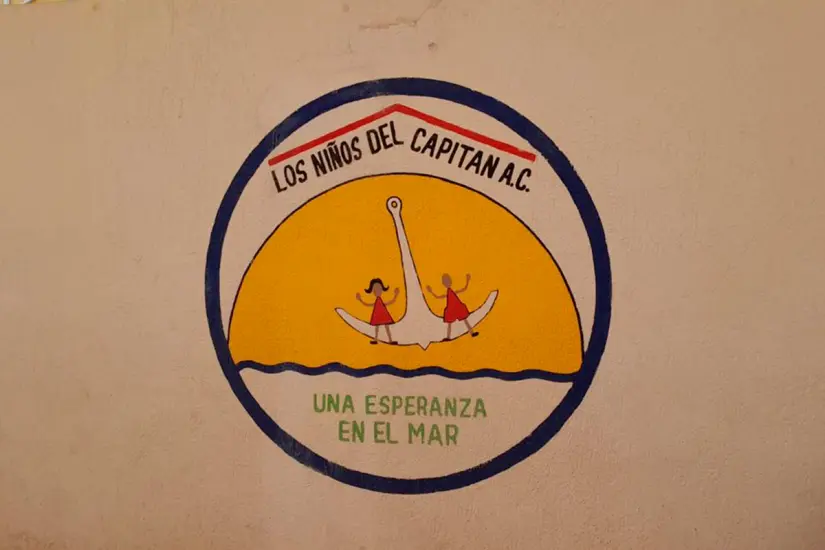 LOS NIÑOS DEL CAPITAN A.C.
UNA ESPERANZA
EN EL MAR